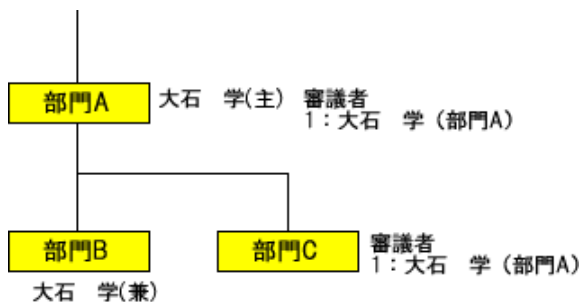 部門A 大石 学(主) 審議者
1：大石 学（部門A）
部門B 部門C 審議者
1：大石 学（部門A）
大石 学(兼)